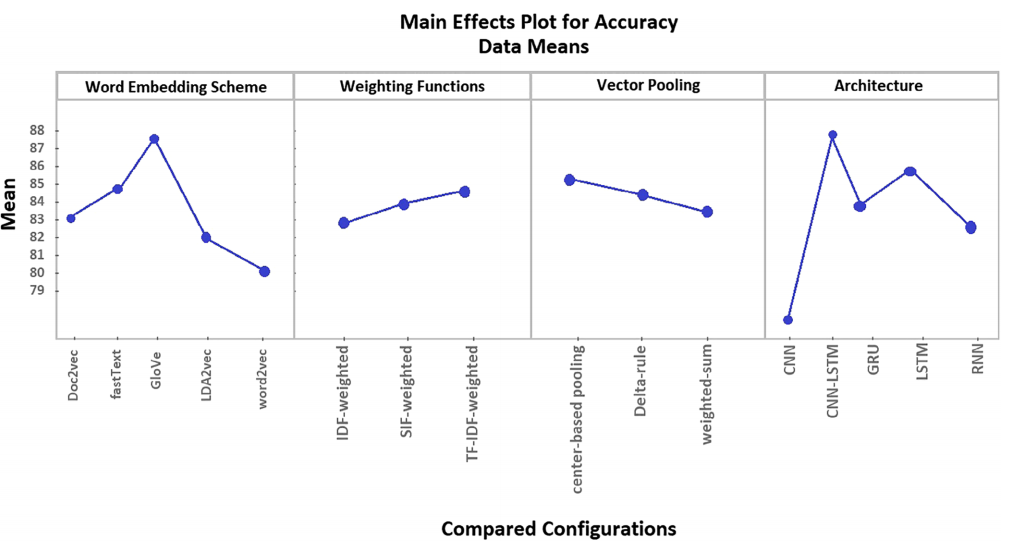 Main Effects Plot for Accuracy
Data Means
Word Embedding Scheme
Weighting Functions
Vector Pooling
Architecture
Mean
88
87
86
85
84
83
82
81
80
79
Doc2vec
fastText
GloVe
LDA2vec
word2vec
IDF-weighted
SIF-weighted
TF-IDF-weighted
center-based pooling
Delta-rule
weighted-sum
CNN
CNN-LSTM
GRU
LSTM
RNN
Compared Configurations